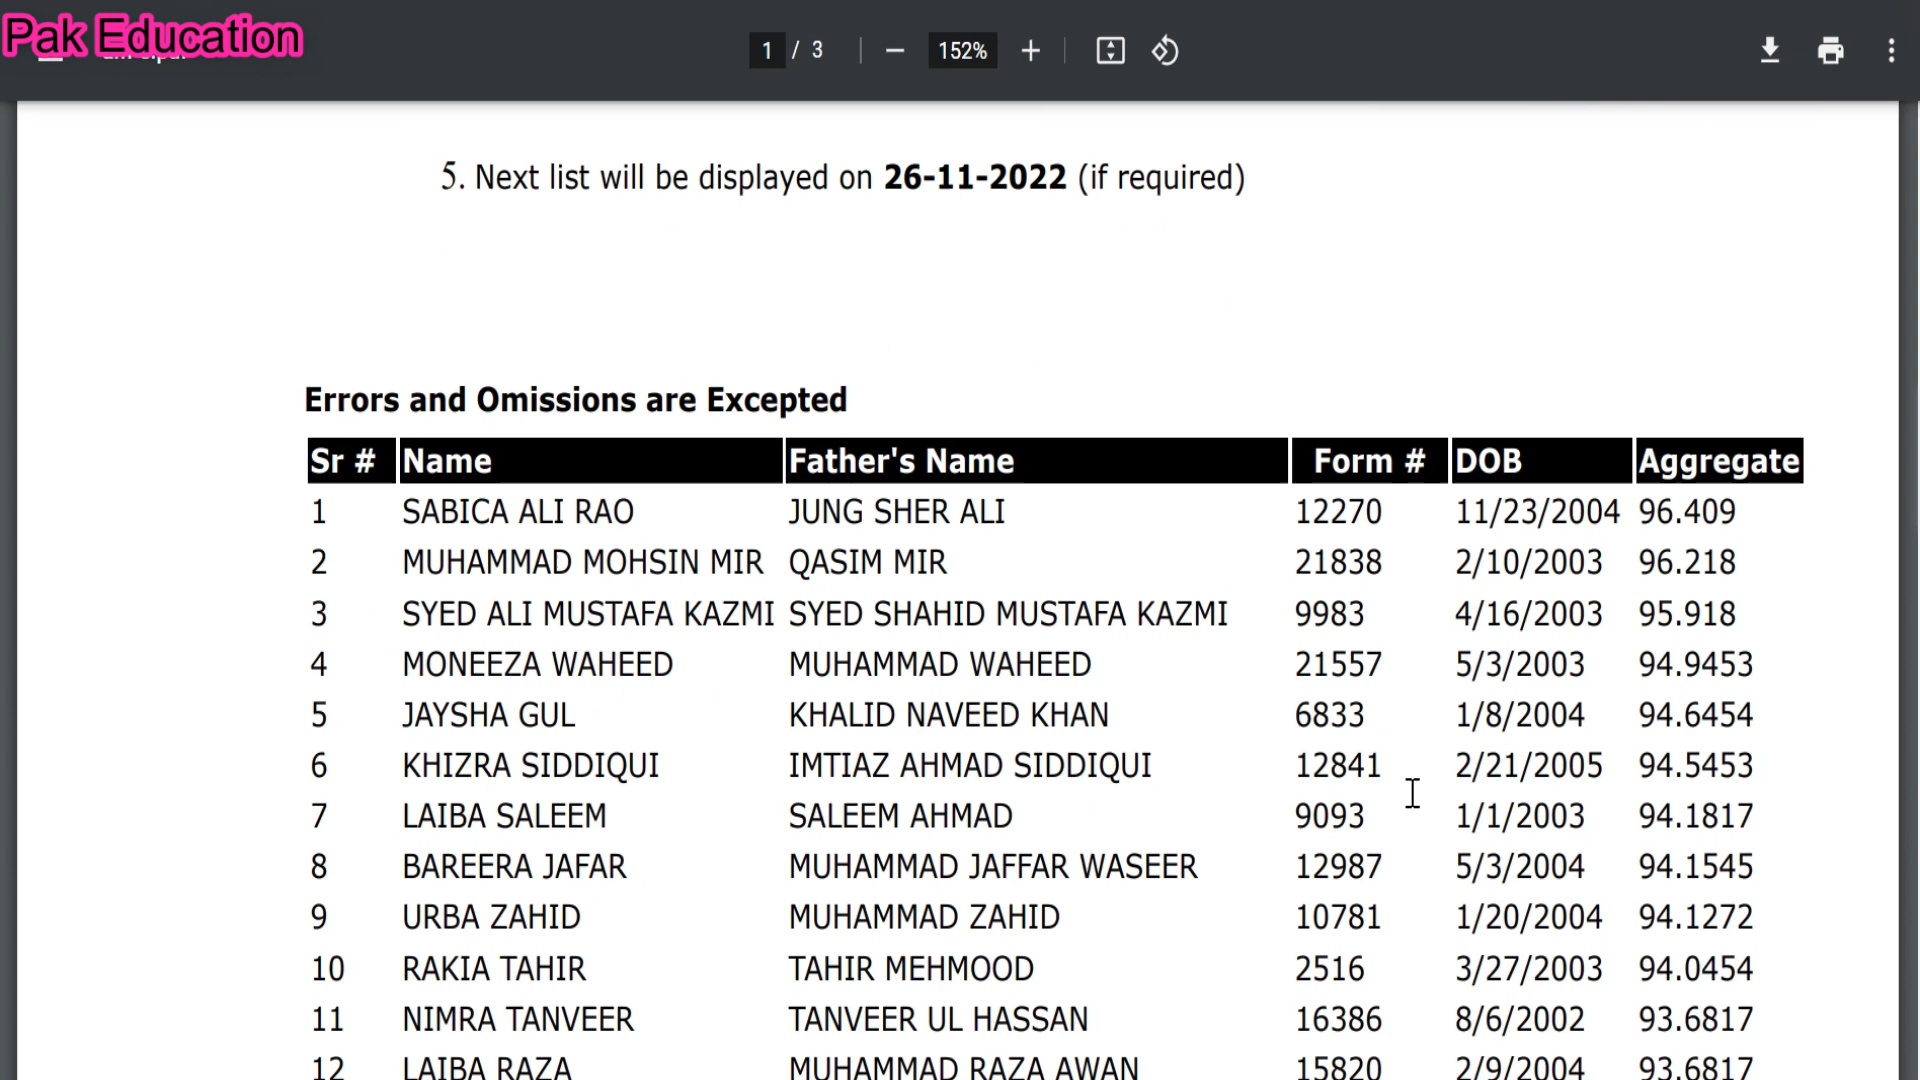 Pak Education
1 / 3
152%
5. Next list will be displayed on 26-11-2022 (if required)
Errors and Omissions are Excepted
Sr # Name Father's Name Form # DOB Aggregate
1 SABICA ALI RAO JUNG SHER ALI 12270 11/23/2004 96.409
2 MUHAMMAD MOHSIN MIR QASIM MIR 21838 2/10/2003 96.218
3 SYED ALI MUSTAFA KAZMI SYED SHAHID MUSTAFA KAZMI 9983 4/16/2003 95.918
4 MONEEZA WAHEED MUHAMMAD WAHEED 21557 5/3/2003 94.9453
5 JAYSHA GUL KHALID NAVEED KHAN 6833 1/8/2004 94.6454
6 KHIZRA SIDDIQUI IMTIAZ AHMAD SIDDIQUI 12841 2/21/2005 94.5453
7 LAIBA SALEEM SALEEM AHMAD 9093 1/1/2003 94.1817
8 BAREERA JAFAR MUHAMMAD JAFFAR WASEER 12987 5/3/2004 94.1545
9 URBA ZAHID MUHAMMAD ZAHID 10781 1/20/2004 94.1272
10 RAKIA TAHIR TAHIR MEHMOOD 2516 3/27/2003 94.0454
11 NIMRA TANVEER TANVEER UL HASSAN 16386 8/6/2002 93.6817
12 LAIBA RAZA MUHAMMAD RAZA AWAN 15820 2/9/2004 93.6817